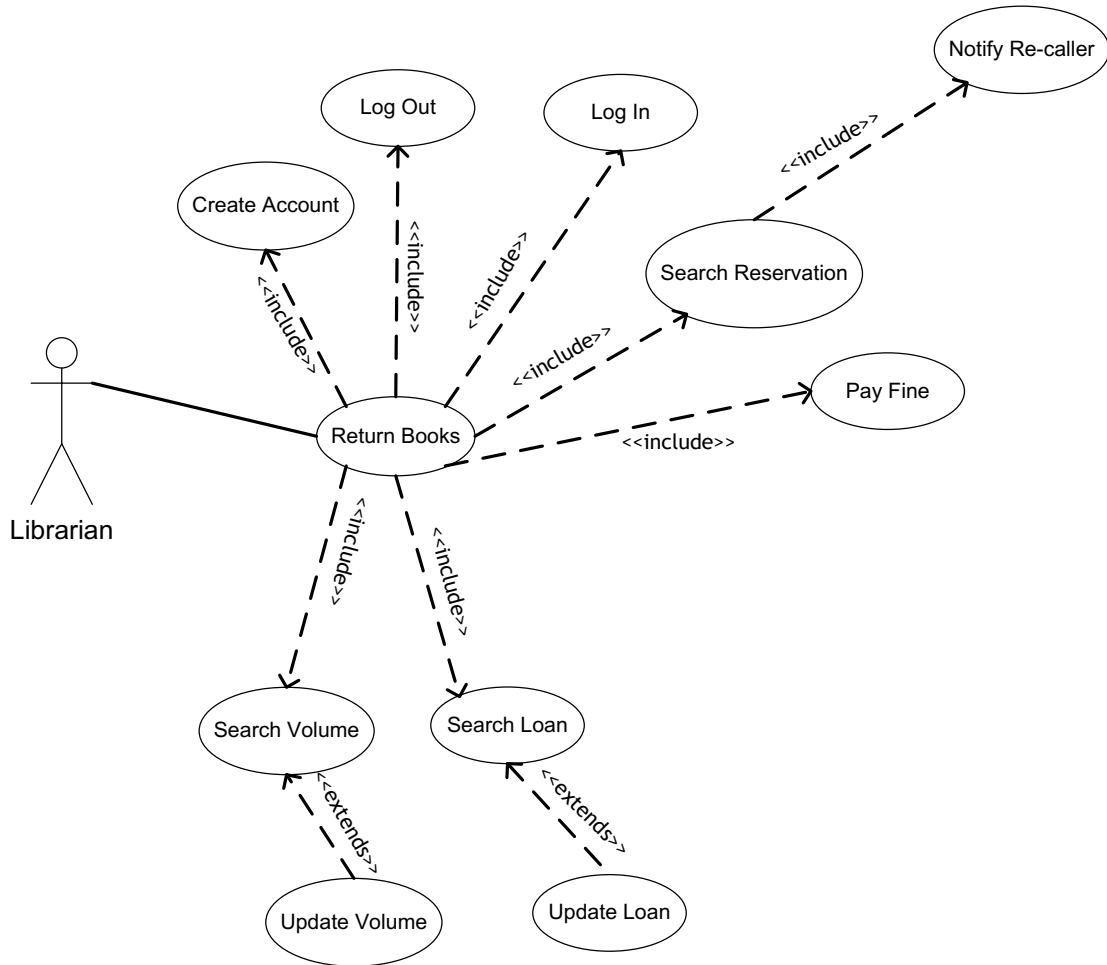 Notify Re-caller
Log Out
Log In
<<include>>
Create Account
<<include>>
<<include>>
Search Reservation
<<include>>
<<include>>
Pay Fine
Return Books
<<include>>
Librarian
<<include>>
<<include>>
Search Volume
Search Loan
<<extends>>
<<extends>>
Update Volume
Update Loan